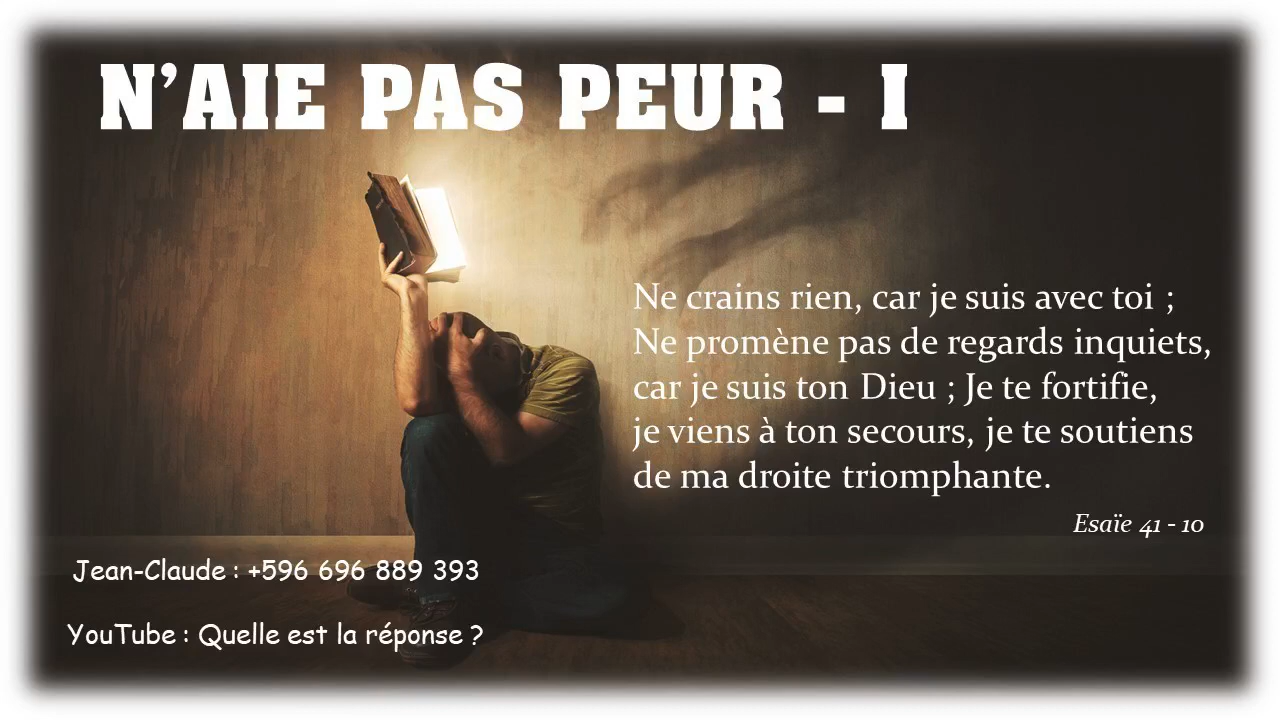 N’AIE PAS PEUR - I
Ne crains rien, car je suis avec toi ;
Ne promène pas de regards inquiets,
car je suis ton Dieu ; Je te fortifie,
je viens à ton secours, je te soutiens
de ma droite triomphante.
Esaïe 41 - 10
Jean-Claude : +596 696 889 393
YouTube : Quelle est la réponse ?